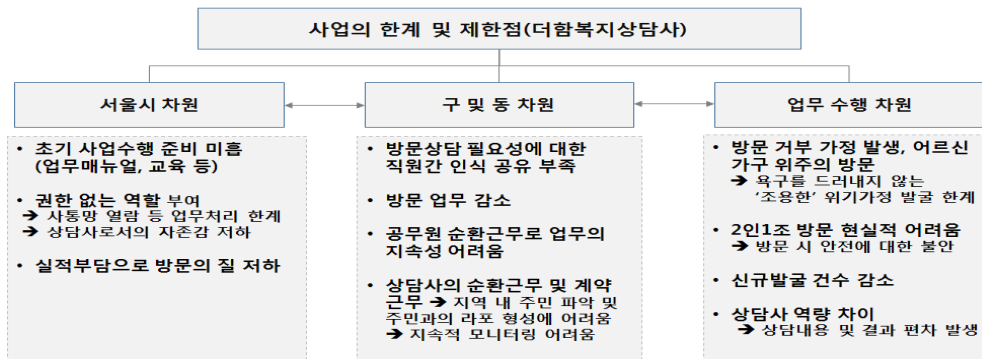 사업의 한계 및 제한점(더함복지상담사)
서울시 차원
• 초기 사업수행 준비 미흡
(업무매뉴얼, 교육 등)
• 권한 없는 역할 부여
➔ 사통망 열람 등 업무처리 한계
➔ 상담사로서의 자존감 저하
• 실적부담으로 방문의 질 저하
구 및 동 차원
• 방문상담 필요성에 대한
직원간 인식 공유 부족
• 방문 업무 감소
• 공무원 순환근무로 업무의
지속성 어려움
• 상담사의 순환근무 및 계약
근무 ➔ 지역 내 주민 파악 및
주민과의 라포 형성에 어려움
➔ 지속적 모니터링 어려움
업무 수행 차원
• 방문 거부 가정 발생, 어르신
가구 위주의 방문
➔ 욕구를 드러내지 않는
‘조용한’ 위기가정 발굴 한계
• 2인1조 방문 현실적 어려움
➔ 방문 시 안전에 대한 불안
• 신규발굴 건수 감소
• 상담사 역량 차이
➔ 상담내용 및 결과 편차 발생